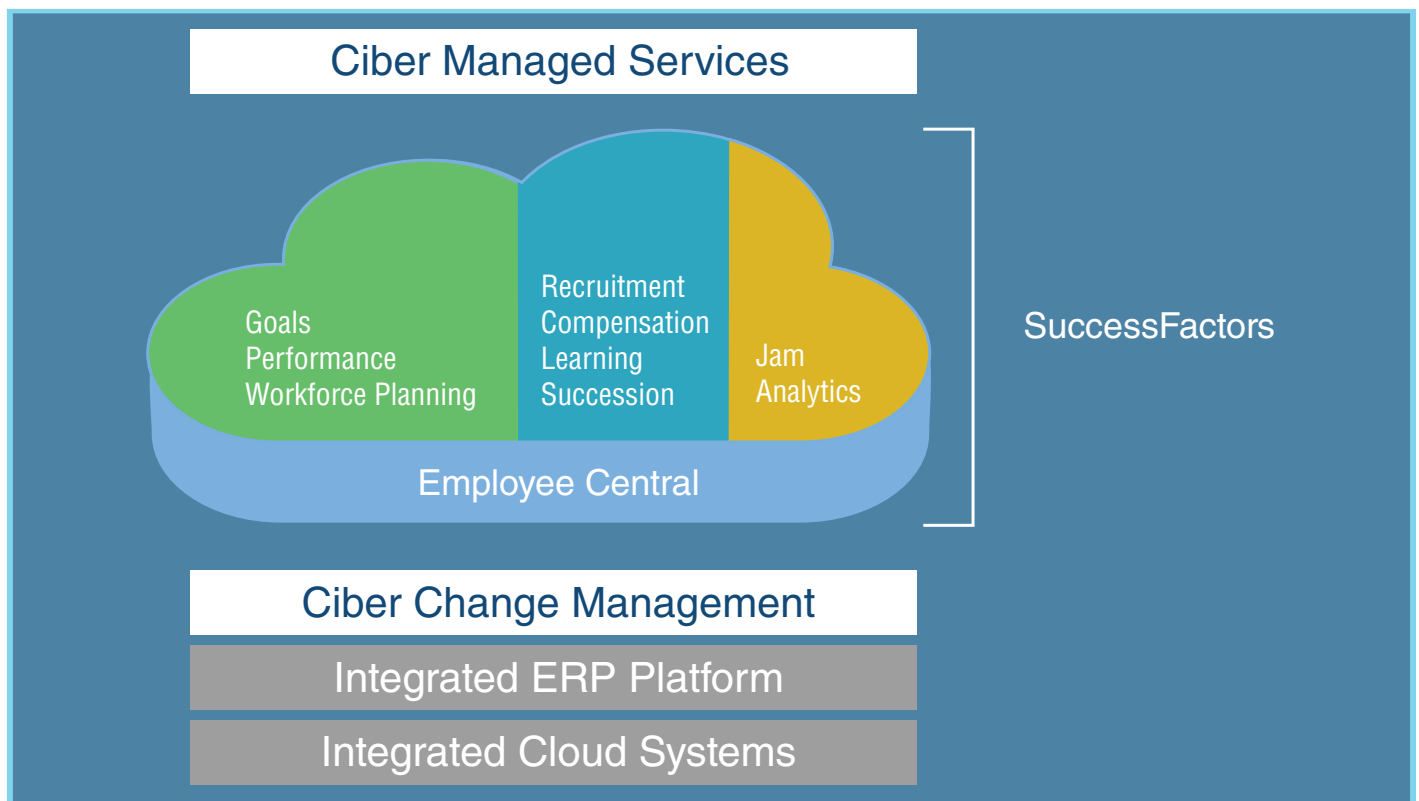 Ciber Managed Services
Goals
Performance
Workforce Planning
Recruitment
Compensation
Learning
Succession
Jam
Analytics
Employee Central
SuccessFactors
Ciber Change Management
Integrated ERP Platform
Integrated Cloud Systems